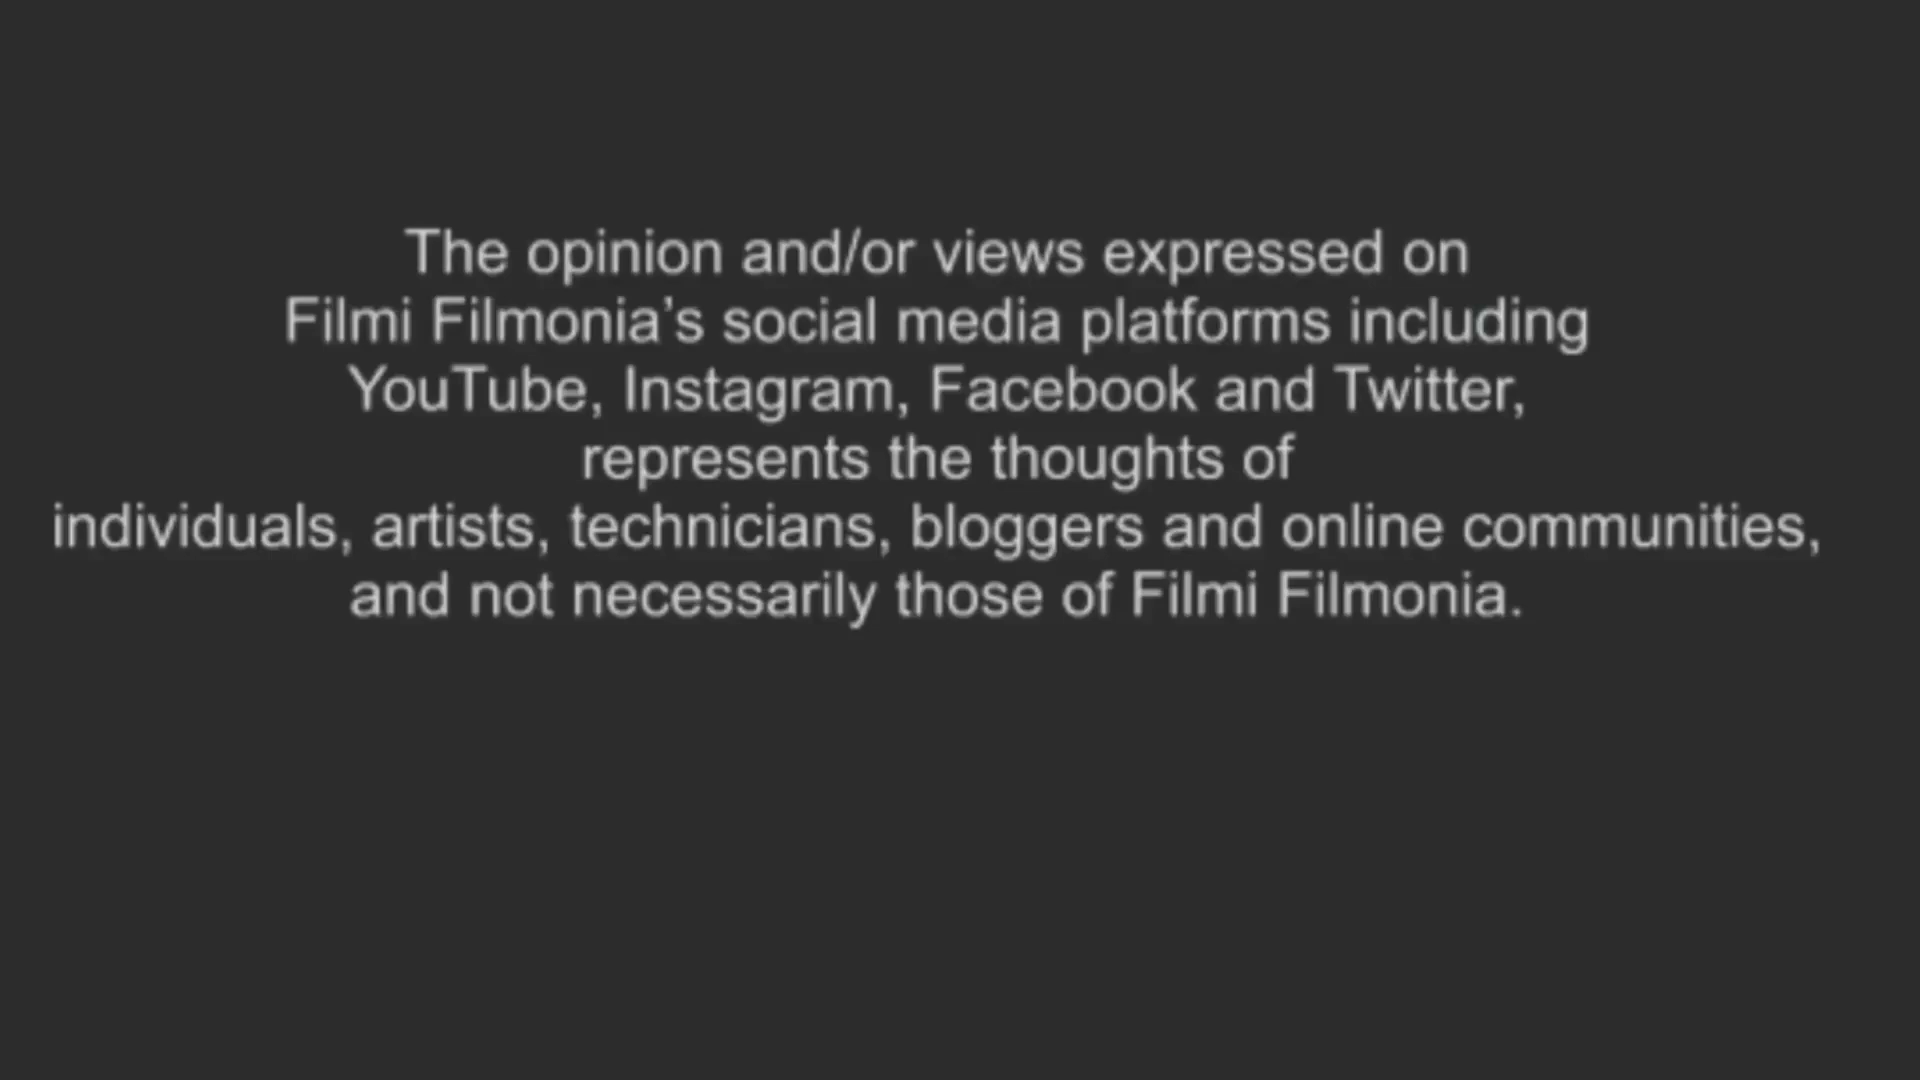 The opinion and/or views expressed on
Filmi Filmonia’s social media platforms including
YouTube, Instagram, Facebook and Twitter,
represents the thoughts of
individuals, artists, technicians, bloggers and online communities,
and not necessarily those of Filmi Filmonia.